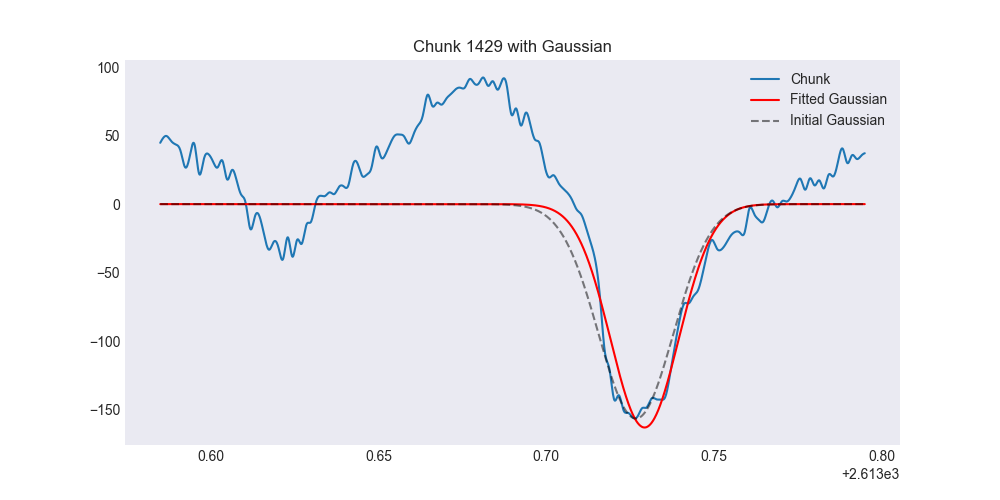 Chunk 1429 with Gaussian
100
50
0
−50
−100
−150
Chunk
Fitted Gaussian
Initial Gaussian
0.60 0.65 0.70 0.75 0.80
+2.613e3